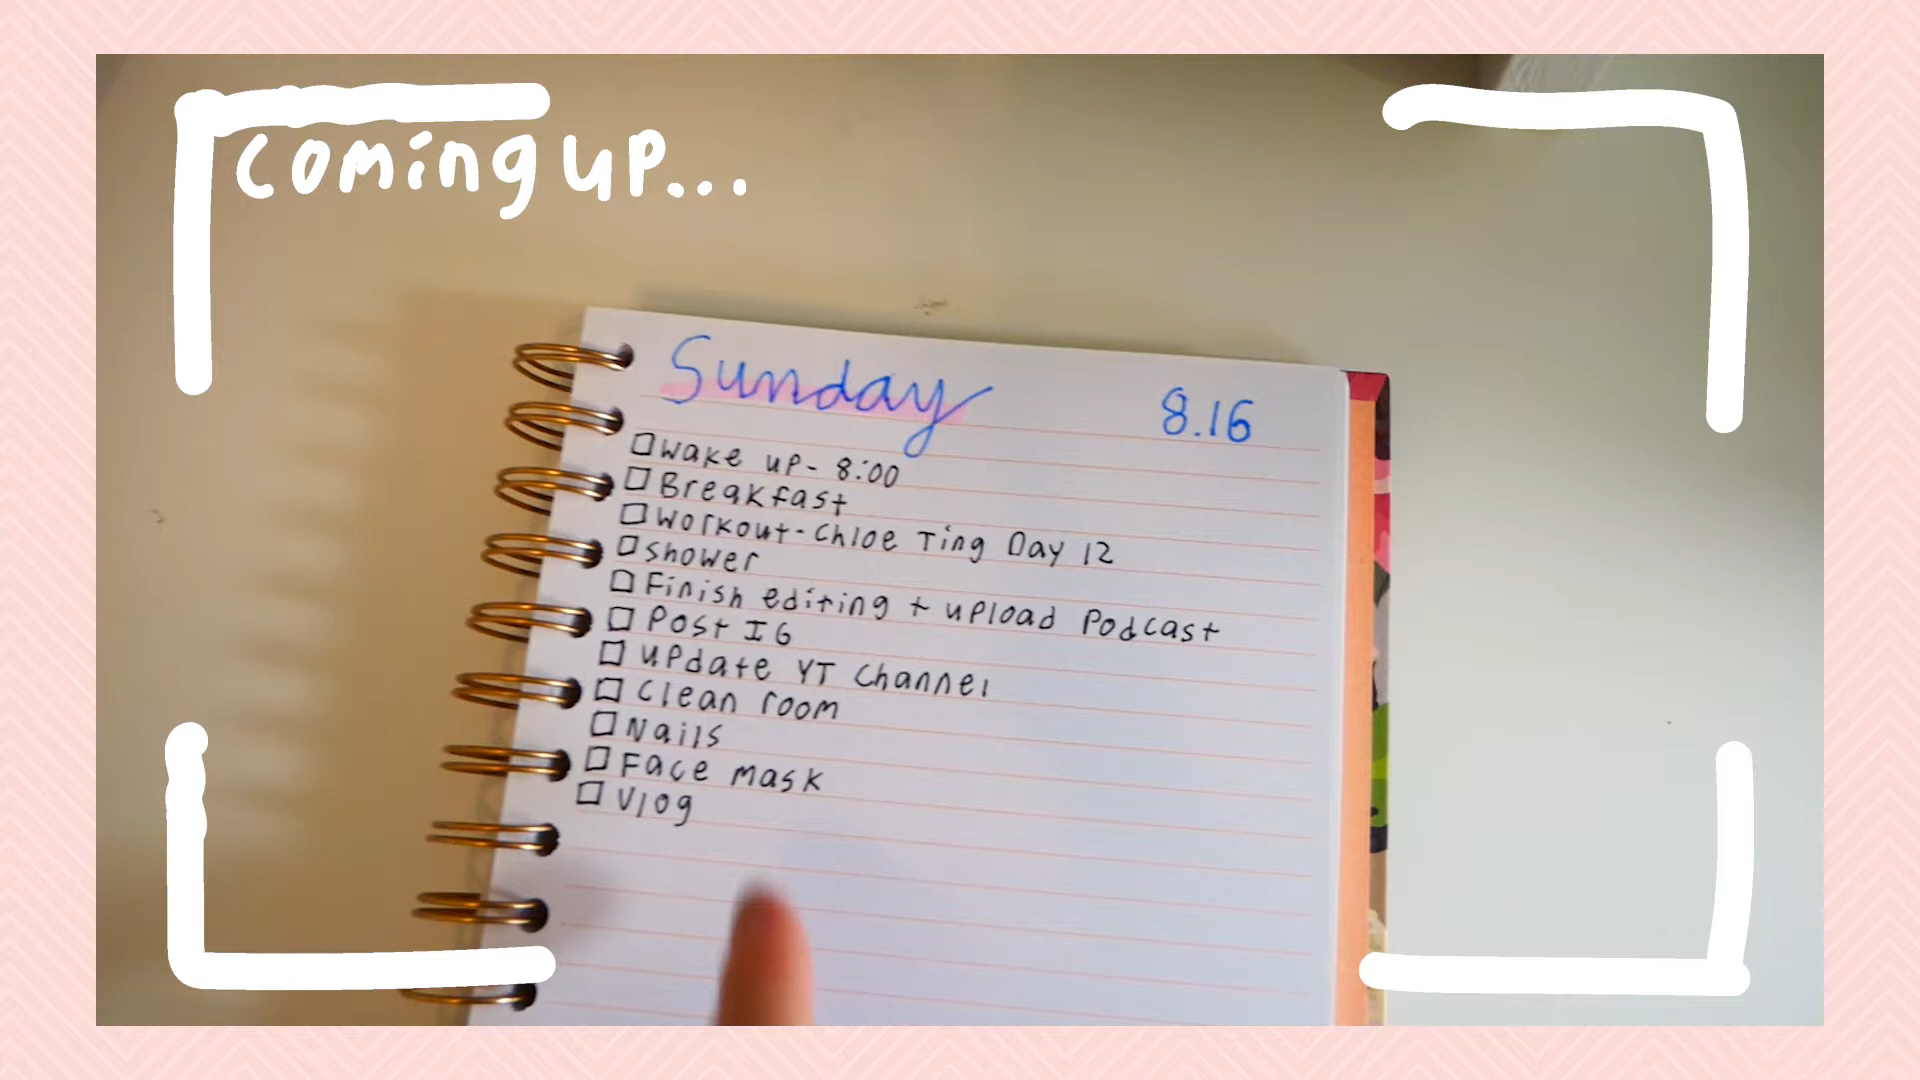 coming up...
Sunday 8.16
Wake up - 8:00
Breakfast
Workout - Chloe Ting Day 12
Shower
Finish editing + upload Podcast
Post IG
Update YT Channel
Clean room
Nails
Face mask
Vlog